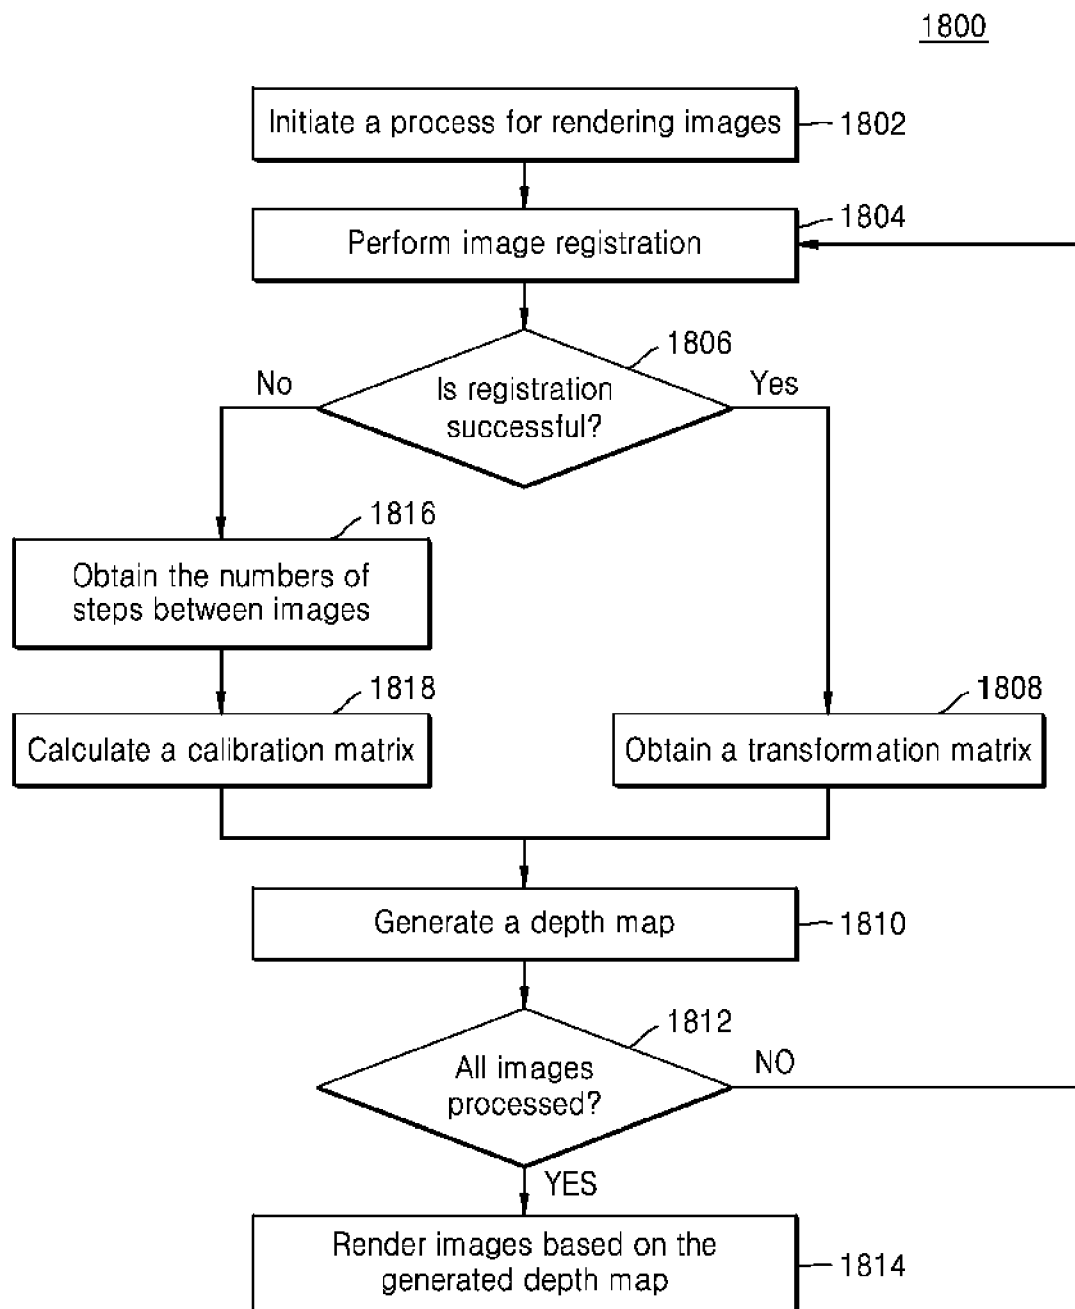 1800
Initiate a process for rendering images
1802
Perform image registration
1804
Is registration
successful?
1806
No
Yes
Obtain the numbers of
steps between images
1816
Calculate a calibration matrix
1818
Obtain a transformation matrix
1808
Generate a depth map
1810
All images
processed?
1812
NO
YES
Render images based on the
generated depth map
1814